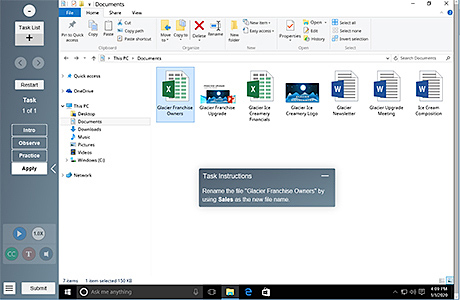 Task List
+
Restart
Task
1 of 1
Intro
Observe
Practice
Apply
1.0X
CC
T
Submit
Documents
File Home Share View
Pin to Quick access
Copy
Paste
Cut
Copy path
Paste shortcut
Move to
Copy to
Delete
Rename
New folder
New item
Easy access
Properties
Open
Edit
History
Select all
Select none
Invert selection
Clipboard
Organize
New
Open
Select
This PC > Documents
Search Documents
Quick access
OneDrive
This PC
Desktop
Documents
Downloads
Music
Pictures
Videos
Windows (C:)
Network
Glacier Franchise Owners
Glacier Franchise Upgrade
Glacier Ice Creamery Financials
Glacier Ice Creamery Logo
Glacier Newsletter
Glacier Upgrade Meeting
Ice Cream Composition
Task Instructions
Rename the file "Glacier Franchise Owners" by
using Sales as the new file name.
7 items 1 item selected 150 KB
Ask me anything
4:09 PM
1/1/2020